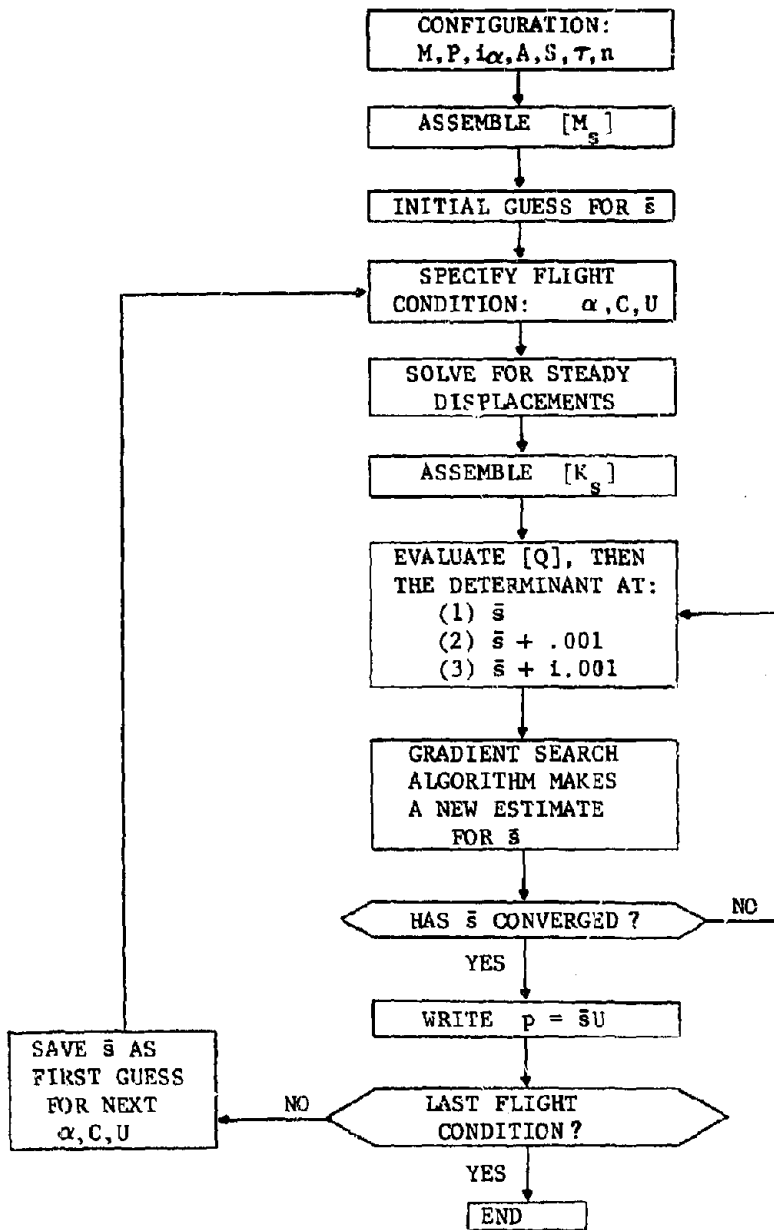 CONFIGURATION:
M,P,iα,A,S,τ,n
ASSEMBLE [M_s]
INITIAL GUESS FOR s̄
SPECIFY FLIGHT
CONDITION: α,C,U
SOLVE FOR STEADY
DISPLACEMENTS
ASSEMBLE [K_s]
EVALUATE [Q], THEN
THE DETERMINANT AT:
(1) s̄
(2) s̄ + .001
(3) s̄ + i.001
GRADIENT SEARCH
ALGORITHM MAKES
A NEW ESTIMATE
FOR s̄
HAS s̄ CONVERGED?
NO
YES
WRITE p = s̄U
SAVE s̄ AS
FIRST GUESS
FOR NEXT
α,C,U
NO
LAST FLIGHT
CONDITION?
YES
END